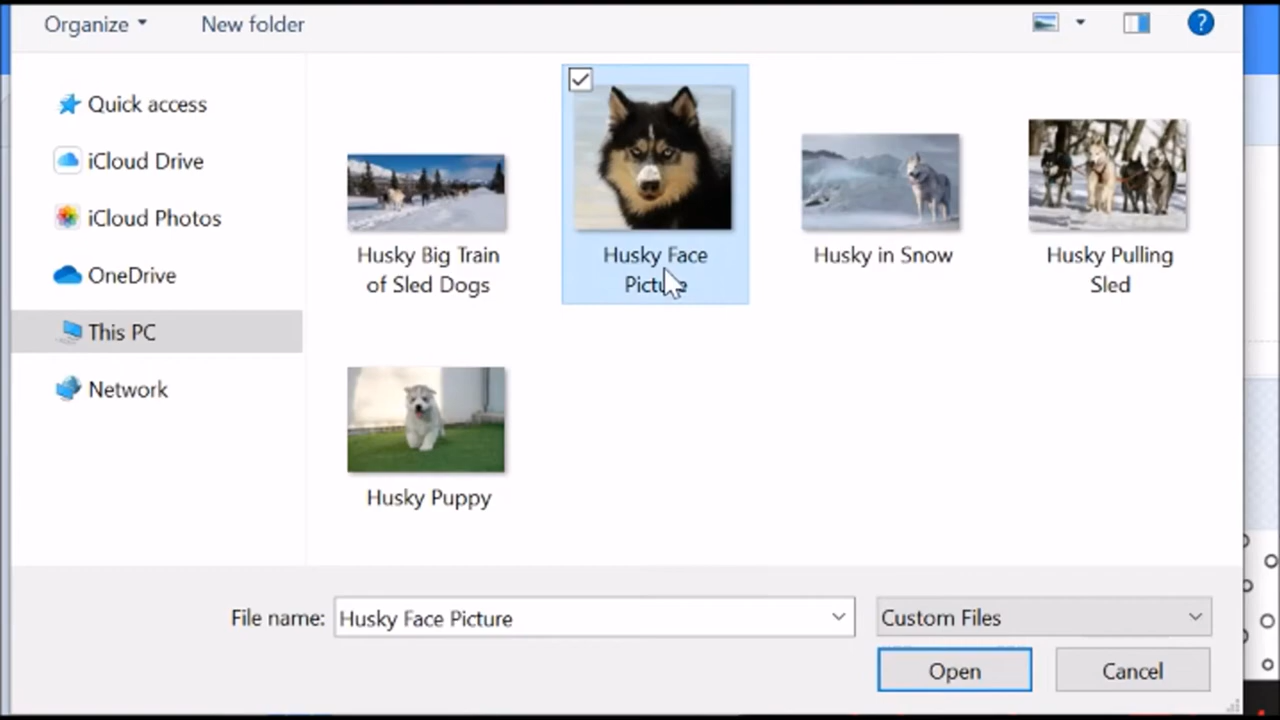 Organize
New folder
?
Quick access
iCloud Drive
iCloud Photos
OneDrive
This PC
Network
Husky Big Train
of Sled Dogs
Husky Face
Picture
Husky in Snow
Husky Pulling
Sled
Husky Puppy
File name:
Husky Face Picture
Custom Files
Open
Cancel